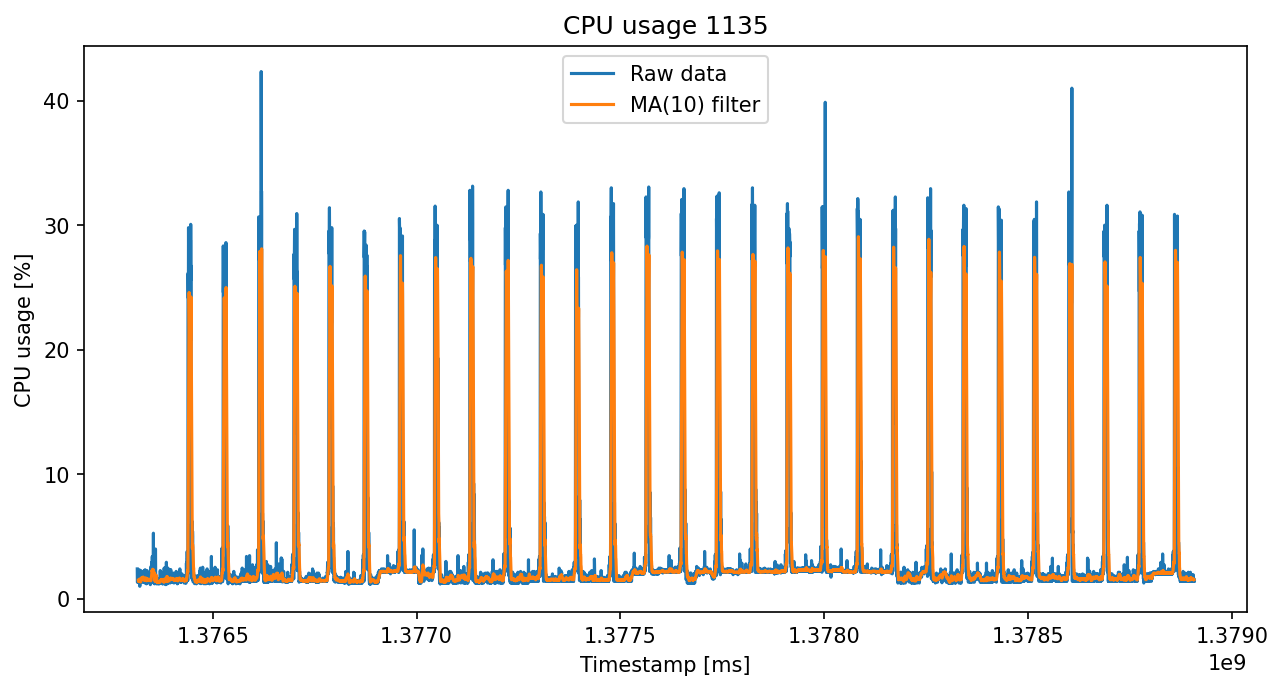 CPU usage 1135
Raw data
MA(10) filter
CPU usage [%]
40
30
20
10
0
1.3765 1.3770 1.3775 1.3780 1.3785 1.3790
1e9
Timestamp [ms]